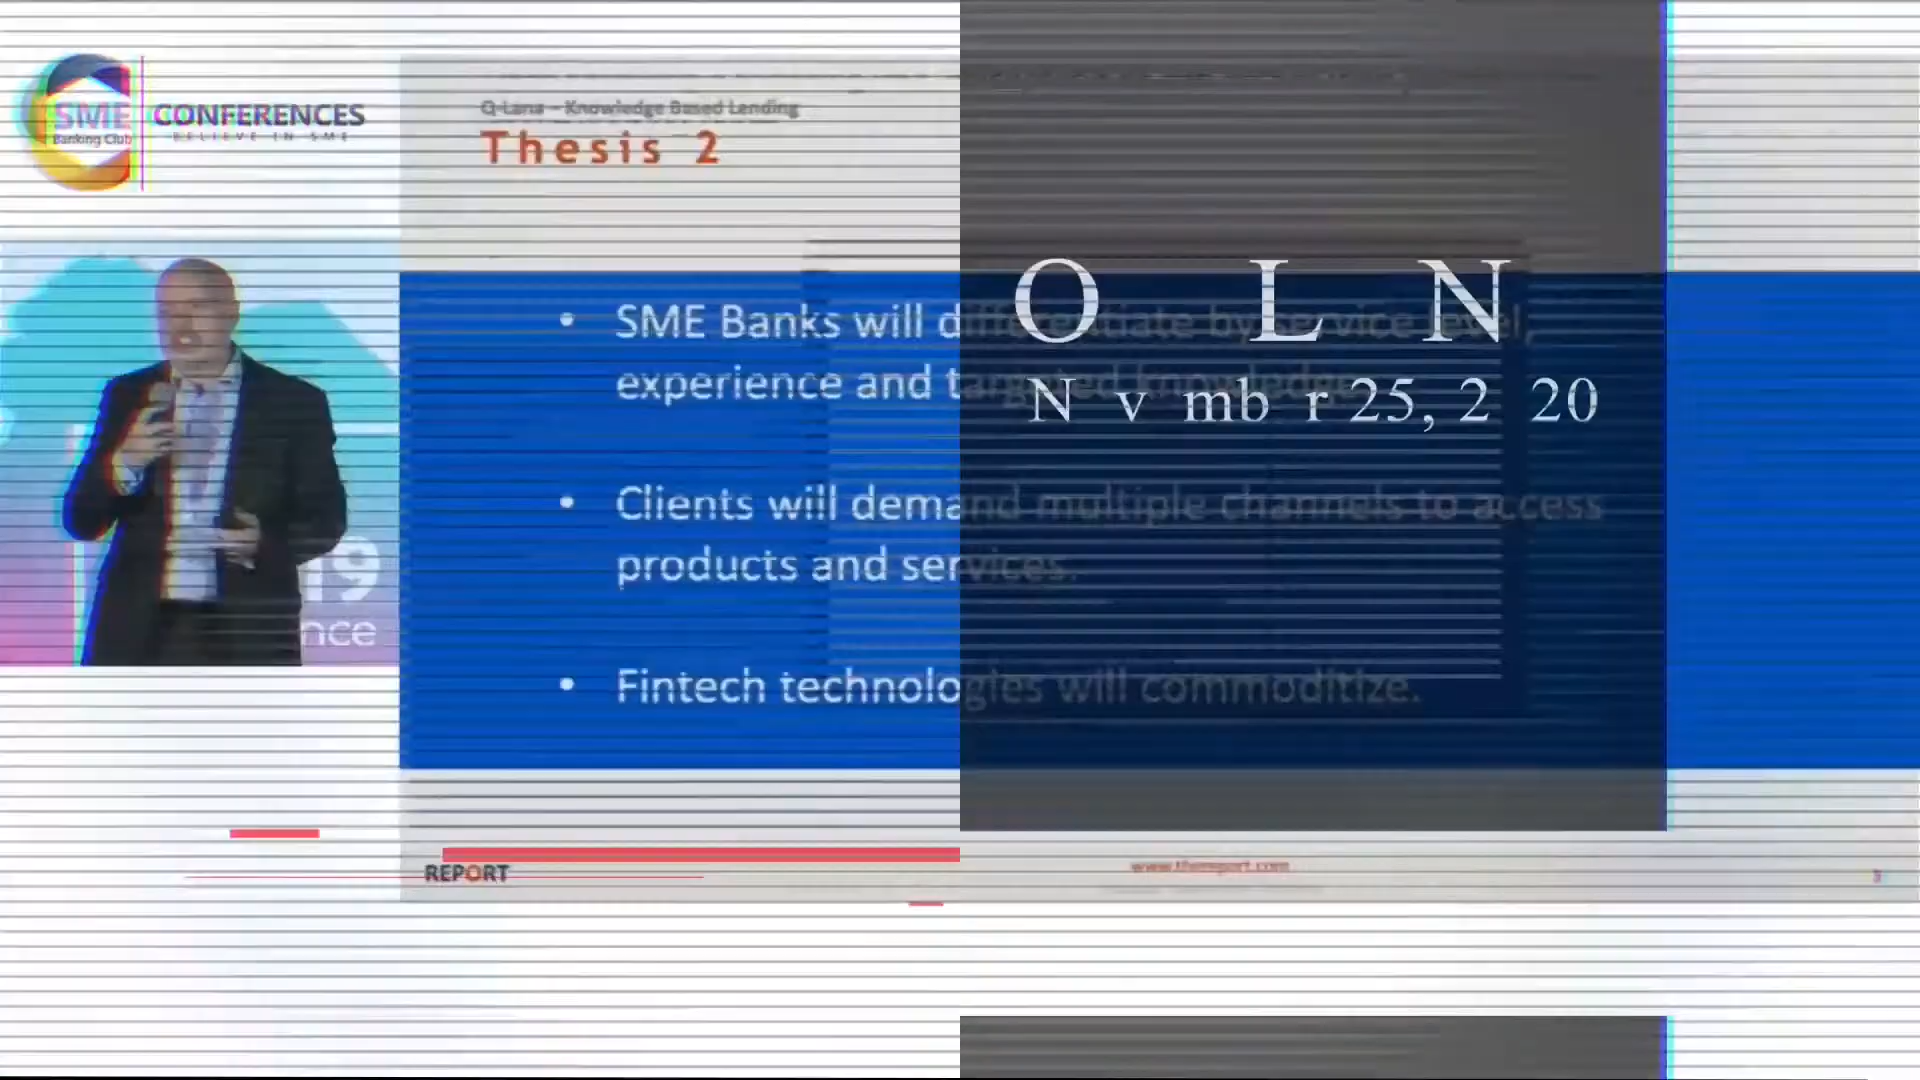 SME
Banking Club
CONFERENCES
BELIEVE IN SME
Q-Lana – Knowledge Based Lending
Thesis 2
• SME Banks will differentiate by service level,
experience and targeted knowledge.
• Clients will demand multiple channels to access
products and services.
• Fintech technologies will commoditize.
O L N
N v mb r 25, 2 20
19
nce
REPORT
www.thereport.com
3